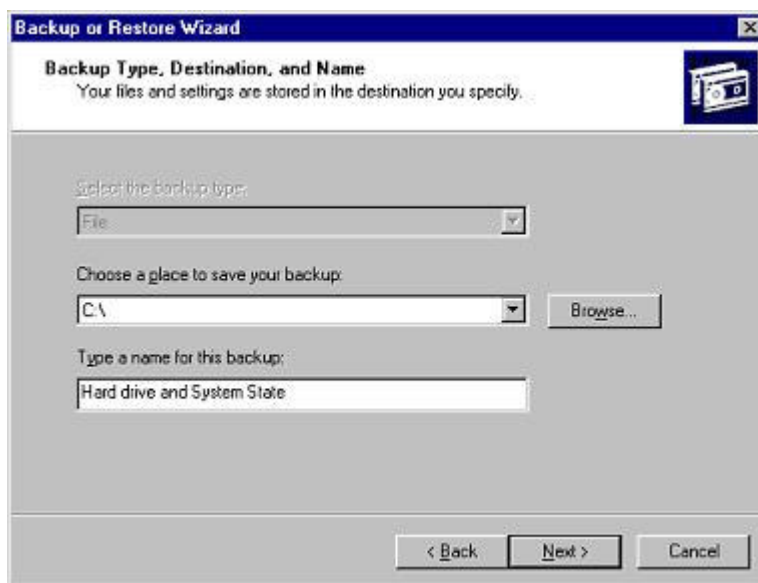 Backup or Restore Wizard
Backup Type, Destination, and Name
Your files and settings are stored in the destination you specify.
Select the backup type:
File
Choose a place to save your backup:
C:\
Browse...
Type a name for this backup:
Hard drive and System State
< Back
Next >
Cancel